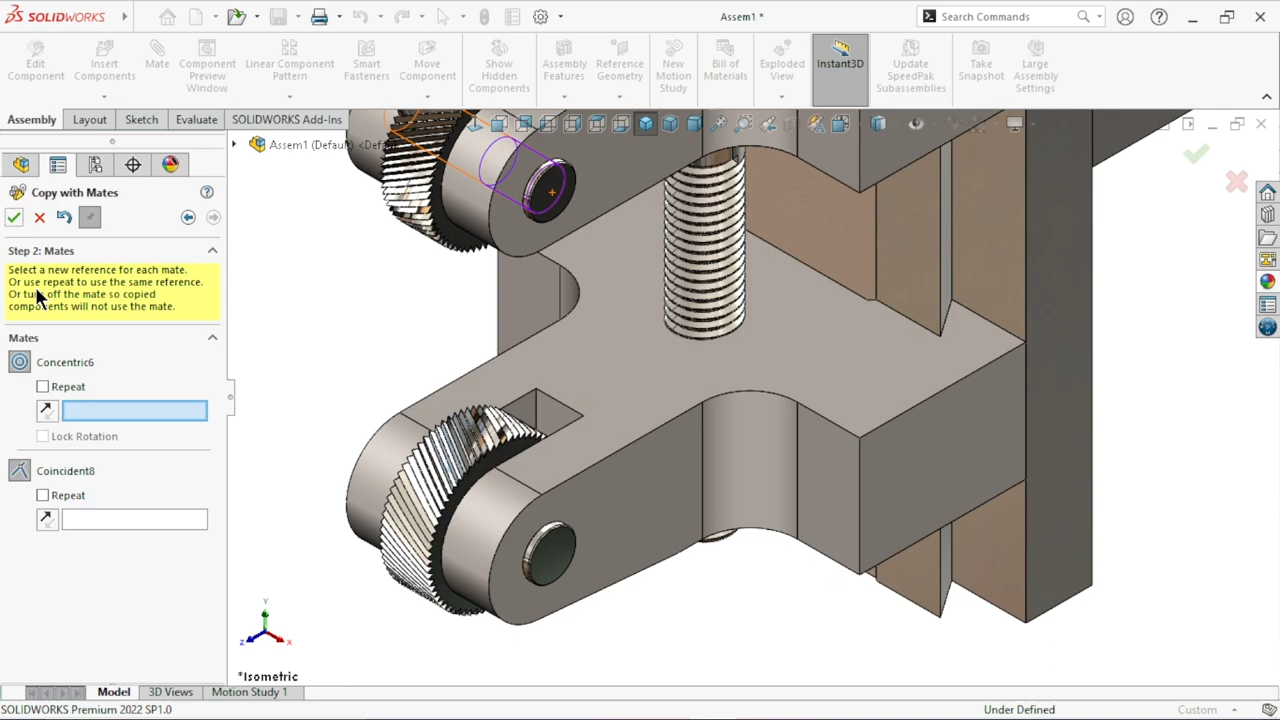 SOLIDWORKS
Assem1 *
Search Commands
Edit Component
Insert Components
Mate
Component Preview Window
Linear Component Pattern
Smart Fasteners
Move Component
Show Hidden Components
Assembly Features
Reference Geometry
New Motion Study
Bill of Materials
Exploded View
Instant3D
Update SpeedPak Subassemblies
Take Snapshot
Large Assembly Settings
Assembly
Layout
Sketch
Evaluate
SOLIDWORKS Add-Ins
Assem1 (Default) <Def
Copy with Mates
Step 2: Mates
Select a new reference for each mate.
Or use repeat to use the same reference.
Or turn off the mate so copied
components will not use the mate.
Mates
Concentric6
Repeat
Lock Rotation
Coincident8
Repeat
Y
Z
X
*Isometric
Model
3D Views
Motion Study 1
SOLIDWORKS Premium 2022 SP1.0
Under Defined
Custom